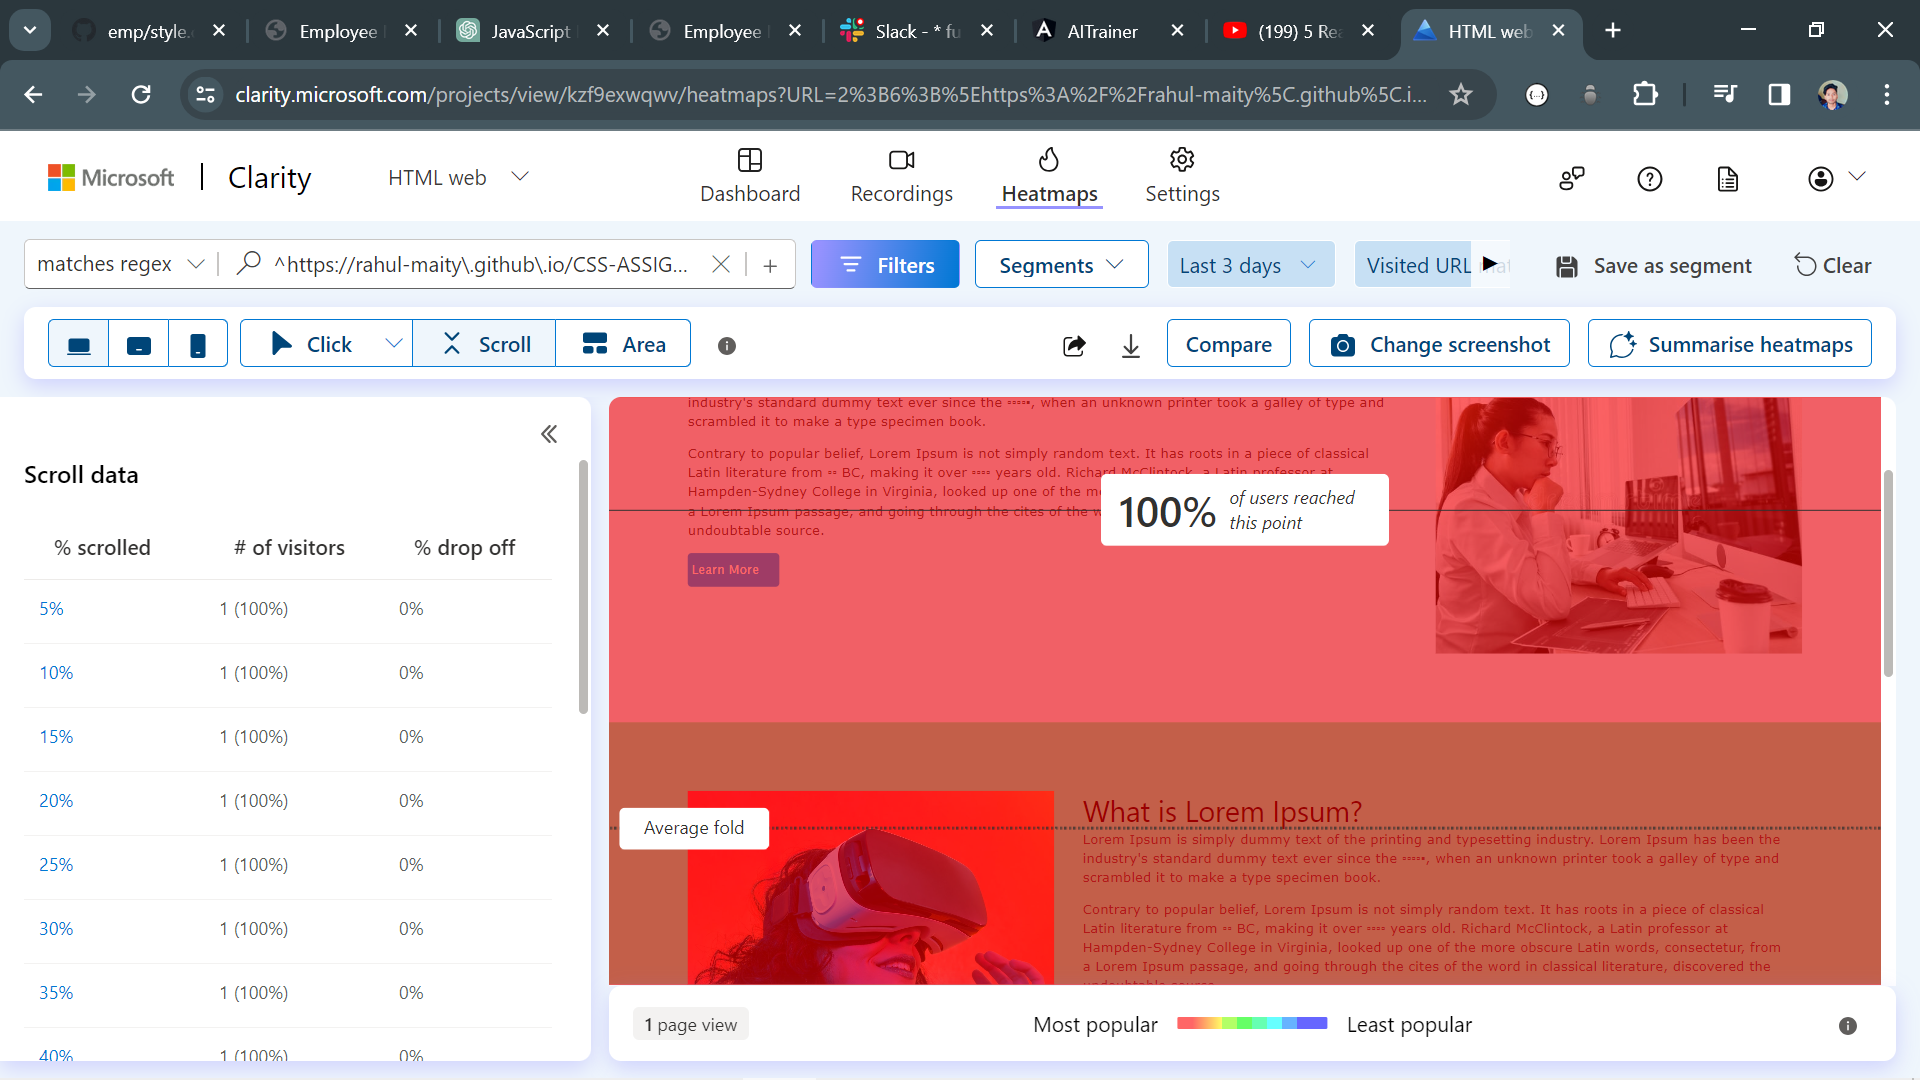 emp/style.c
Employee
JavaScript
Employee
Slack - * fu
AITrainer
(199) 5 Rea
HTML web
clarity.microsoft.com/projects/view/kzf9exwqwv/heatmaps?URL=2%3B6%3B%5Ehttps%3A%2F%2Frahul-maity%5C.github%5C.i...
Microsoft
Clarity
HTML web
Dashboard
Recordings
Heatmaps
Settings
matches regex
^https://rahul-maity\.github\.io/CSS-ASSIG...
Filters
Segments
Last 3 days
Visited URL
Save as segment
Clear
Click
Scroll
Area
Compare
Change screenshot
Summarise heatmaps
Scroll data
% scrolled # of visitors % drop off
5% 1 (100%) 0%
10% 1 (100%) 0%
15% 1 (100%) 0%
20% 1 (100%) 0%
25% 1 (100%) 0%
30% 1 (100%) 0%
35% 1 (100%) 0%
40% 1 (100%) 0%
industry's standard dummy text ever since the •••••, when an unknown printer took a galley of type and
scrambled it to make a type specimen book.
Contrary to popular belief, Lorem Ipsum is not simply random text. It has roots in a piece of classical
Latin literature from •• BC, making it over •••• years old. Richard McClintock, a Latin professor at
Hampden-Sydney College in Virginia, looked up one of the
a Lorem Ipsum passage, and going through the cites of the
undoubtable source.
100% of users reached
this point
Learn More
Average fold
What is Lorem Ipsum?
Lorem Ipsum is simply dummy text of the printing and typesetting industry. Lorem Ipsum has been the
industry's standard dummy text ever since the •••••, when an unknown printer took a galley of type and
scrambled it to make a type specimen book.
Contrary to popular belief, Lorem Ipsum is not simply random text. It has roots in a piece of classical
Latin literature from •• BC, making it over •••• years old. Richard McClintock, a Latin professor at
Hampden-Sydney College in Virginia, looked up one of the more obscure Latin words, consectetur, from
a Lorem Ipsum passage, and going through the cites of the word in classical literature, discovered the
undoubtable source.
1 page view
Most popular
Least popular